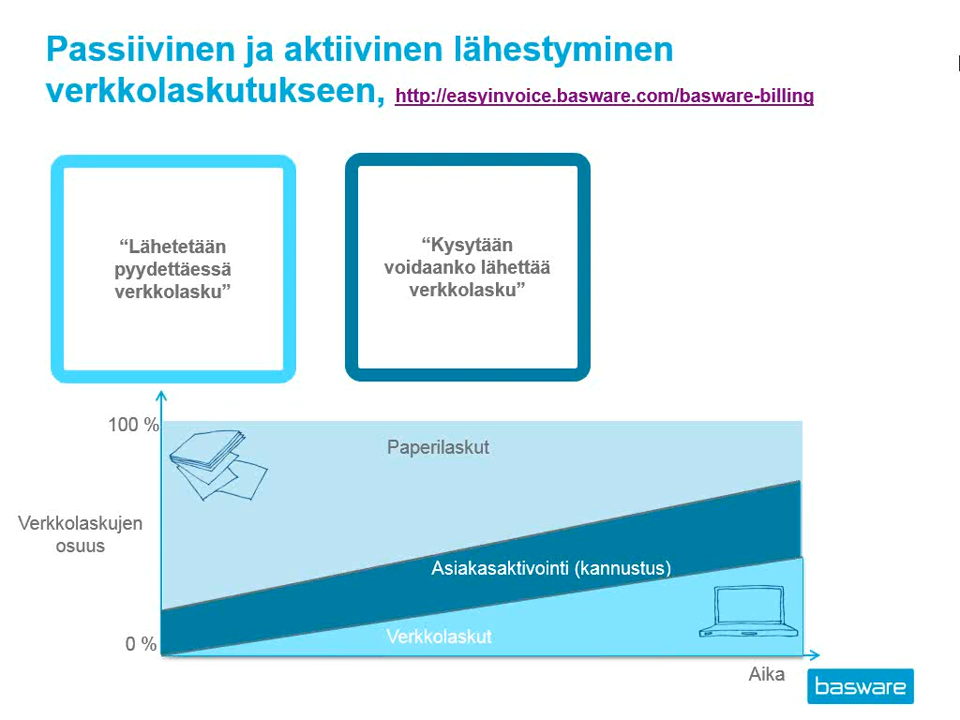 Passiivinen ja aktiivinen lähestyminen
verkkolaskutukseen, http://easyinvoice.basware.com/basware-billing
“Lähetetään
pyydettäessä
verkkolasku”
“Kysytään
voidaanko lähettää
verkkolasku”
100 %
Paperilaskut
Verkkolaskujen
osuus
Asiakasaktivointi (kannustus)
Verkkolaskut
0 %
Aika
basware